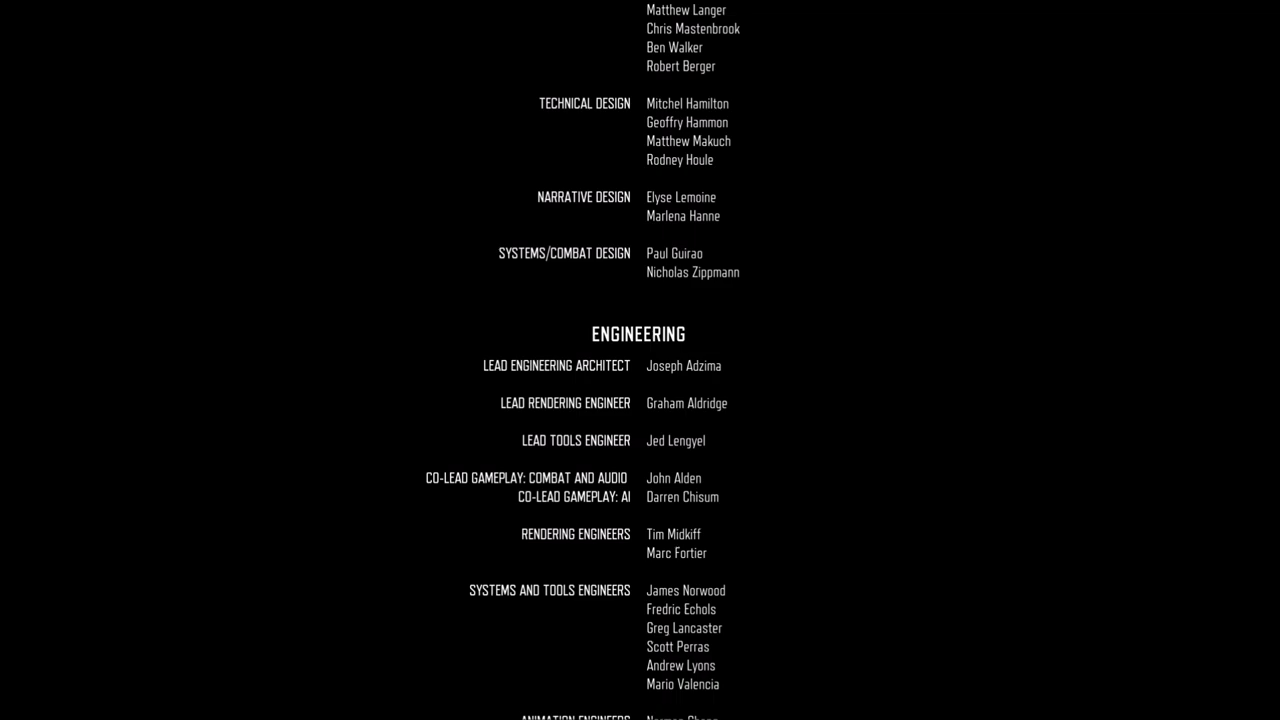 Matthew Langer
Chris Mastenbrook
Ben Walker
Robert Berger
TECHNICAL DESIGN Mitchel Hamilton
Geoffry Hammon
Matthew Makuch
Rodney Houle
NARRATIVE DESIGN Elyse Lemoine
Marlena Hanne
SYSTEMS/COMBAT DESIGN Paul Guirao
Nicholas Zippmann
ENGINEERING
LEAD ENGINEERING ARCHITECT Joseph Adzima
LEAD RENDERING ENGINEER Graham Aldridge
LEAD TOOLS ENGINEER Jed Lengyel
CO-LEAD GAMEPLAY: COMBAT AND AUDIO John Alden
CO-LEAD GAMEPLAY: AI Darren Chisum
RENDERING ENGINEERS Tim Midkiff
Marc Fortier
SYSTEMS AND TOOLS ENGINEERS James Norwood
Fredric Echols
Greg Lancaster
Scott Perras
Andrew Lyons
Mario Valencia
ANIMATION ENGINEERS